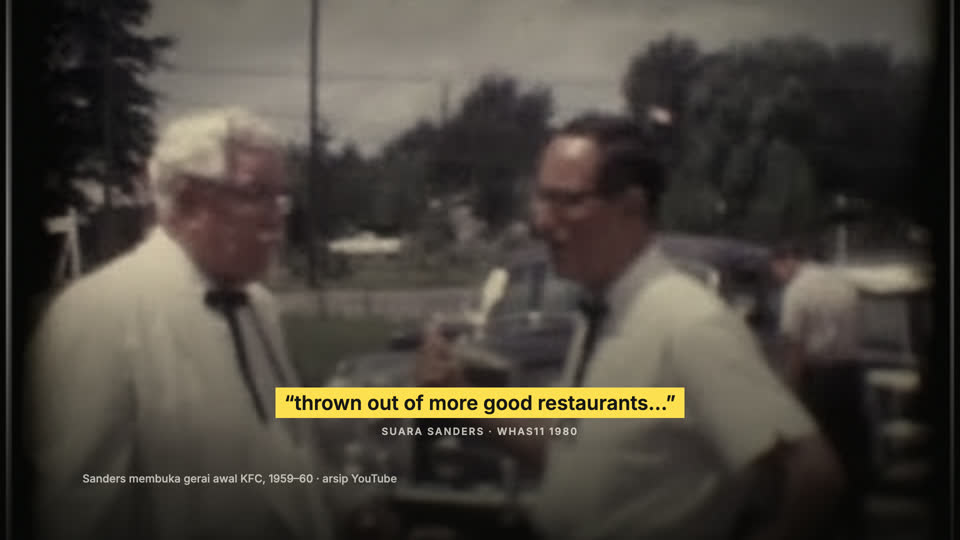 “thrown out of more good restaurants...”
SUARA SANDERS · WHAS11 1980
Sanders membuka gerai awal KFC, 1959–60 · arsip YouTube